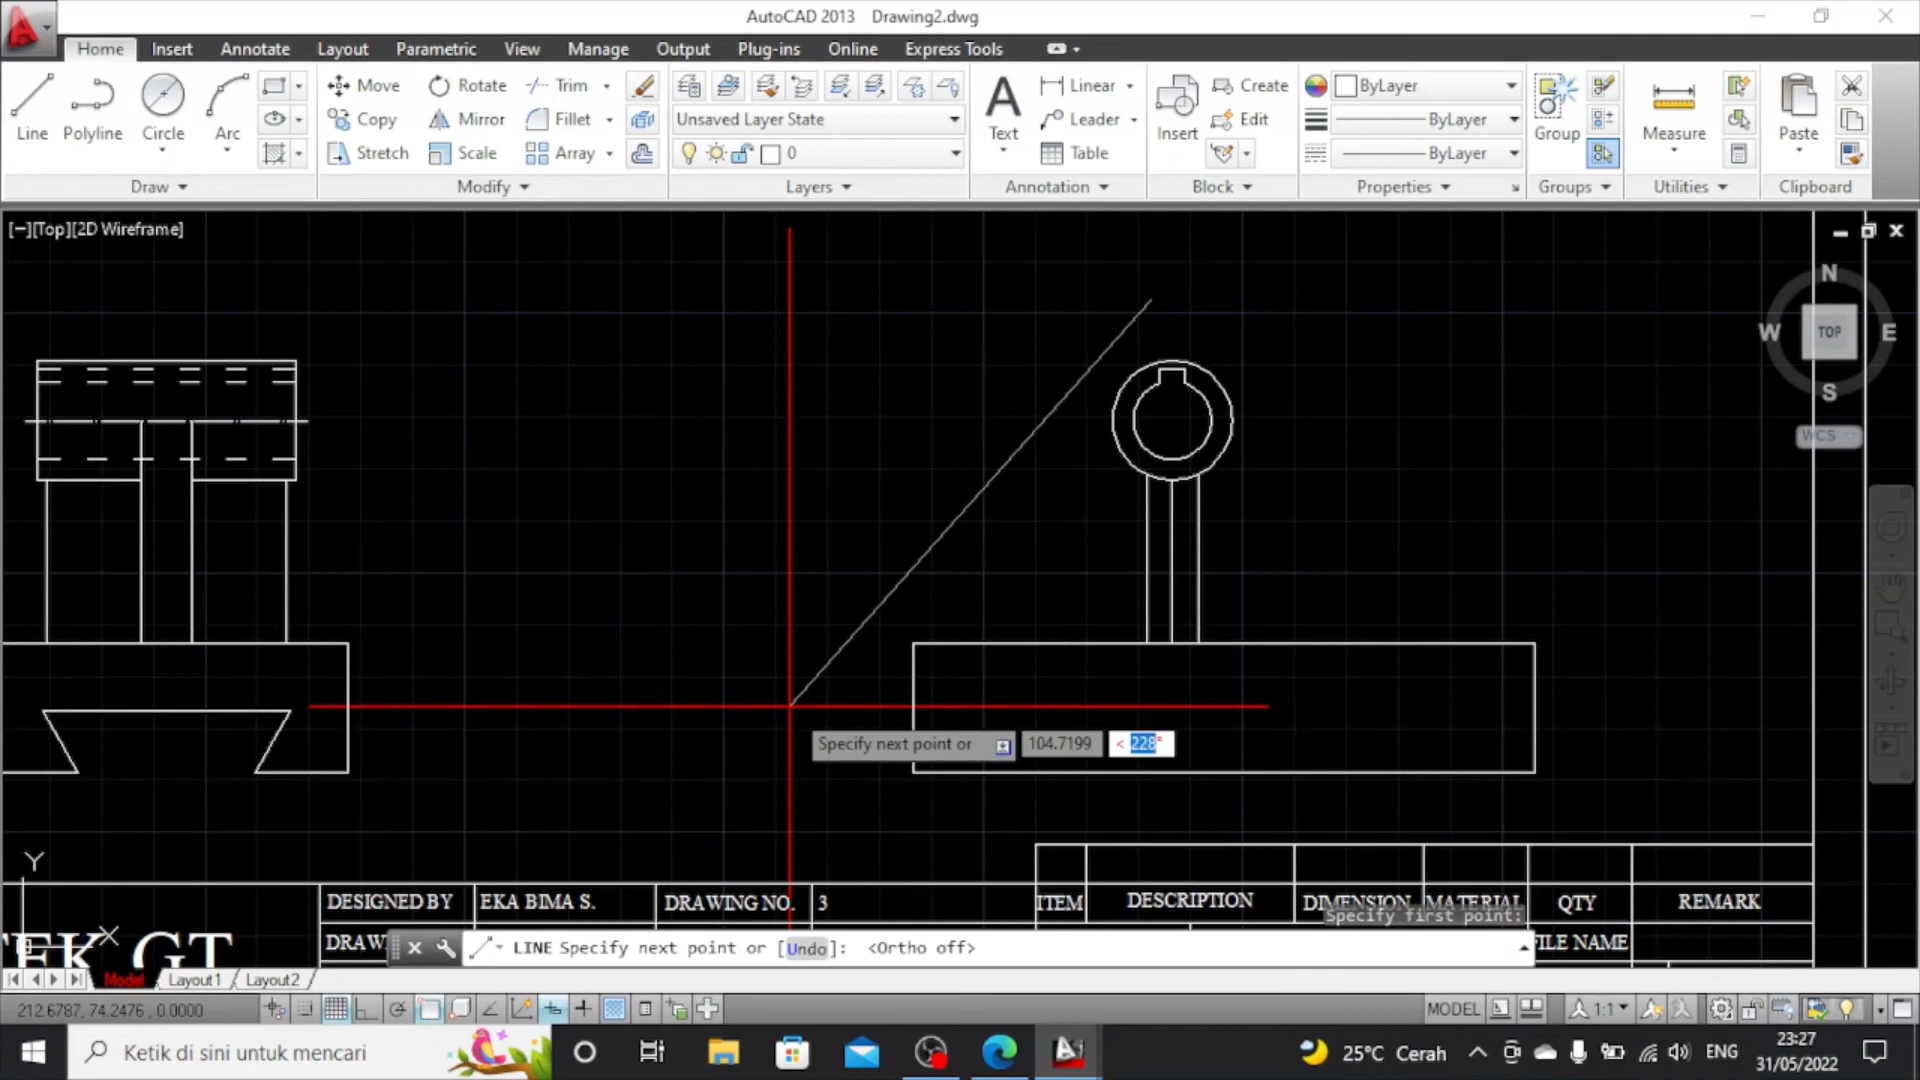 AutoCAD 2013 Drawing2.dwg
Home Insert Annotate Layout Parametric View Manage Output Plug-ins Online Express Tools
Line Polyline Circle Arc
Move Rotate Trim
Copy Mirror Fillet
Stretch Scale Array
Unsaved Layer State
0
Text Linear
Leader
Table
Insert Create
Edit
ByLayer
ByLayer
ByLayer
Group Measure Paste
Draw Modify Layers Annotation Block Properties Groups Utilities Clipboard
[−][Top][2D Wireframe]
N
W TOP E
S
WCS
Specify next point or 104.7199 < 228°
Y
X
DESIGNED BY EKA BIMA S. DRAWING NO. 3 ITEM DESCRIPTION DIMENSION MATERIAL QTY REMARK
Specify first point:
TEK GT DRAW FILE NAME
LINE Specify next point or [Undo]: <Ortho off>
Model Layout1 Layout2
212.6787, 74.2476 , 0.0000 MODEL 1:1
Ketik di sini untuk mencari 25°C Cerah ENG 23:27
31/05/2022